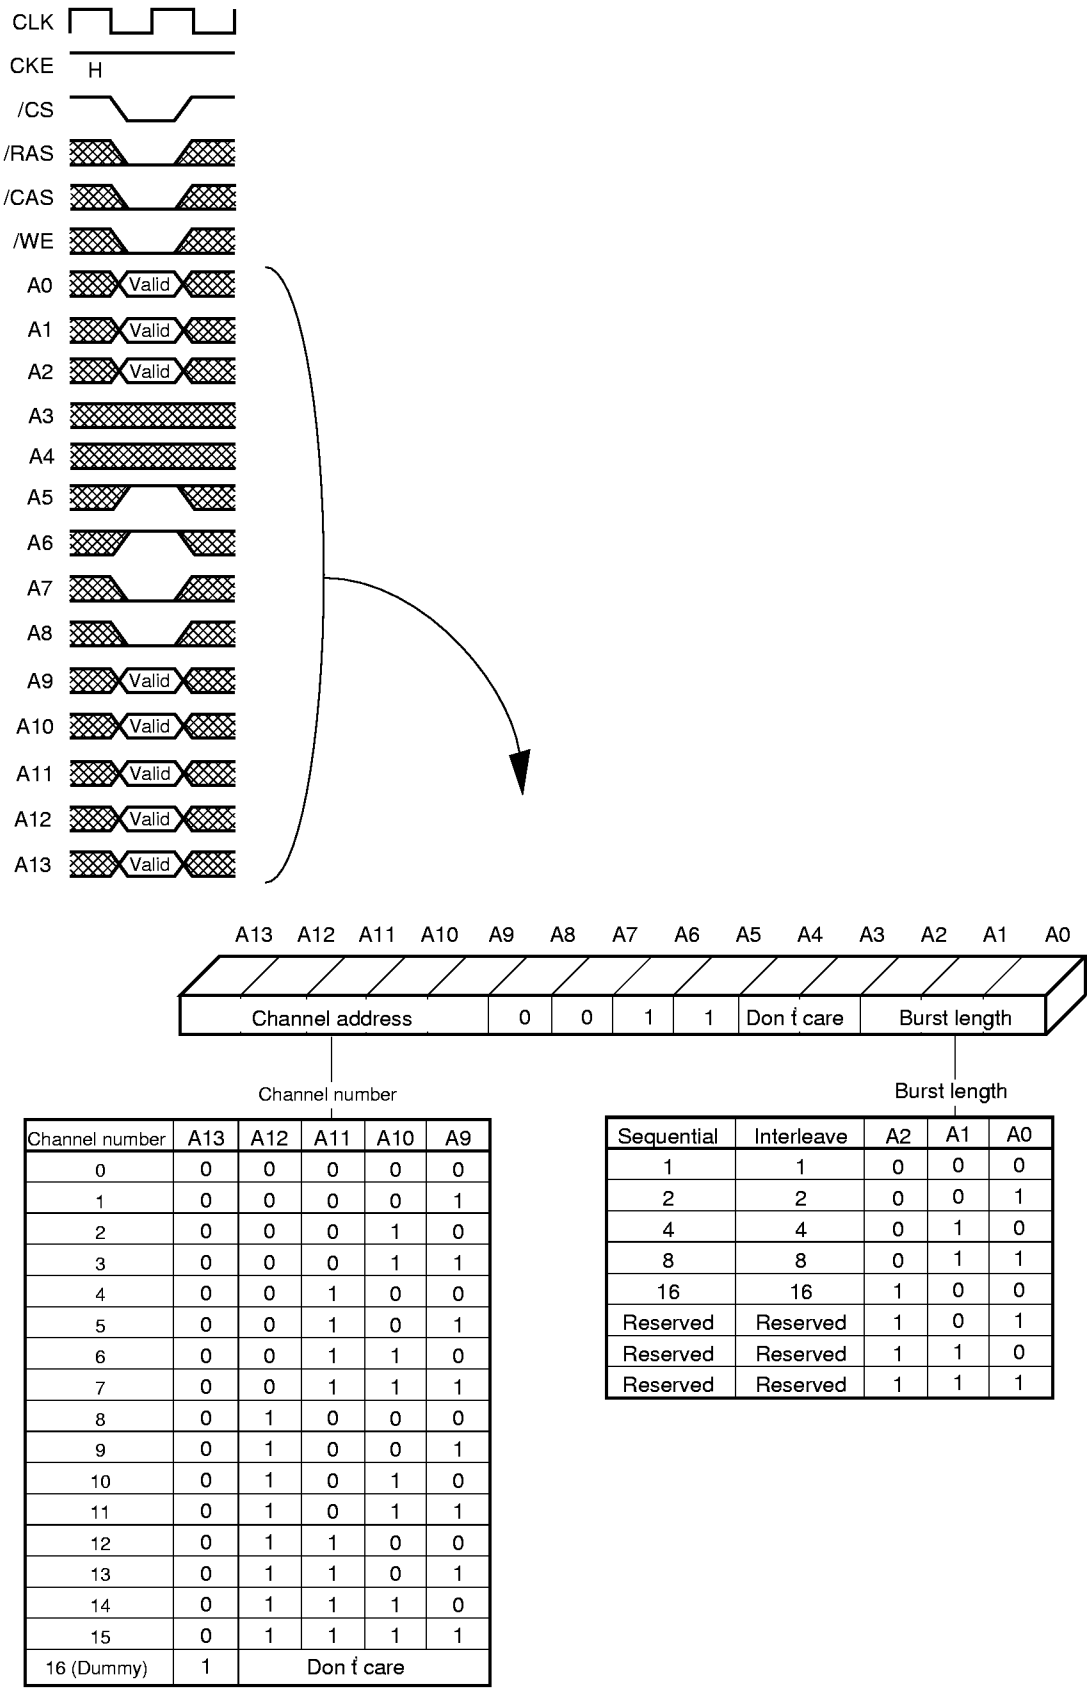 CLK
CKE H
/CS
/RAS
/CAS
/WE
A0 Valid
A1 Valid
A2 Valid
A3
A4
A5
A6
A7
A8
A9 Valid
A10 Valid
A11 Valid
A12 Valid
A13 Valid
A13 A12 A11 A10 A9 A8 A7 A6 A5 A4 A3 A2 A1 A0
Channel address 0 0 1 1 Don't care Burst length
Channel number
Channel number A13 A12 A11 A10 A9
0 0 0 0 0 0
1 0 0 0 0 1
2 0 0 0 1 0
3 0 0 0 1 1
4 0 0 1 0 0
5 0 0 1 0 1
6 0 0 1 1 0
7 0 0 1 1 1
8 0 1 0 0 0
9 0 1 0 0 1
10 0 1 0 1 0
11 0 1 0 1 1
12 0 1 1 0 0
13 0 1 1 0 1
14 0 1 1 1 0
15 0 1 1 1 1
16 (Dummy) 1 Don't care
Burst length
Sequential Interleave A2 A1 A0
1 1 0 0 0
2 2 0 0 1
4 4 0 1 0
8 8 0 1 1
16 16 1 0 0
Reserved Reserved 1 0 1
Reserved Reserved 1 1 0
Reserved Reserved 1 1 1